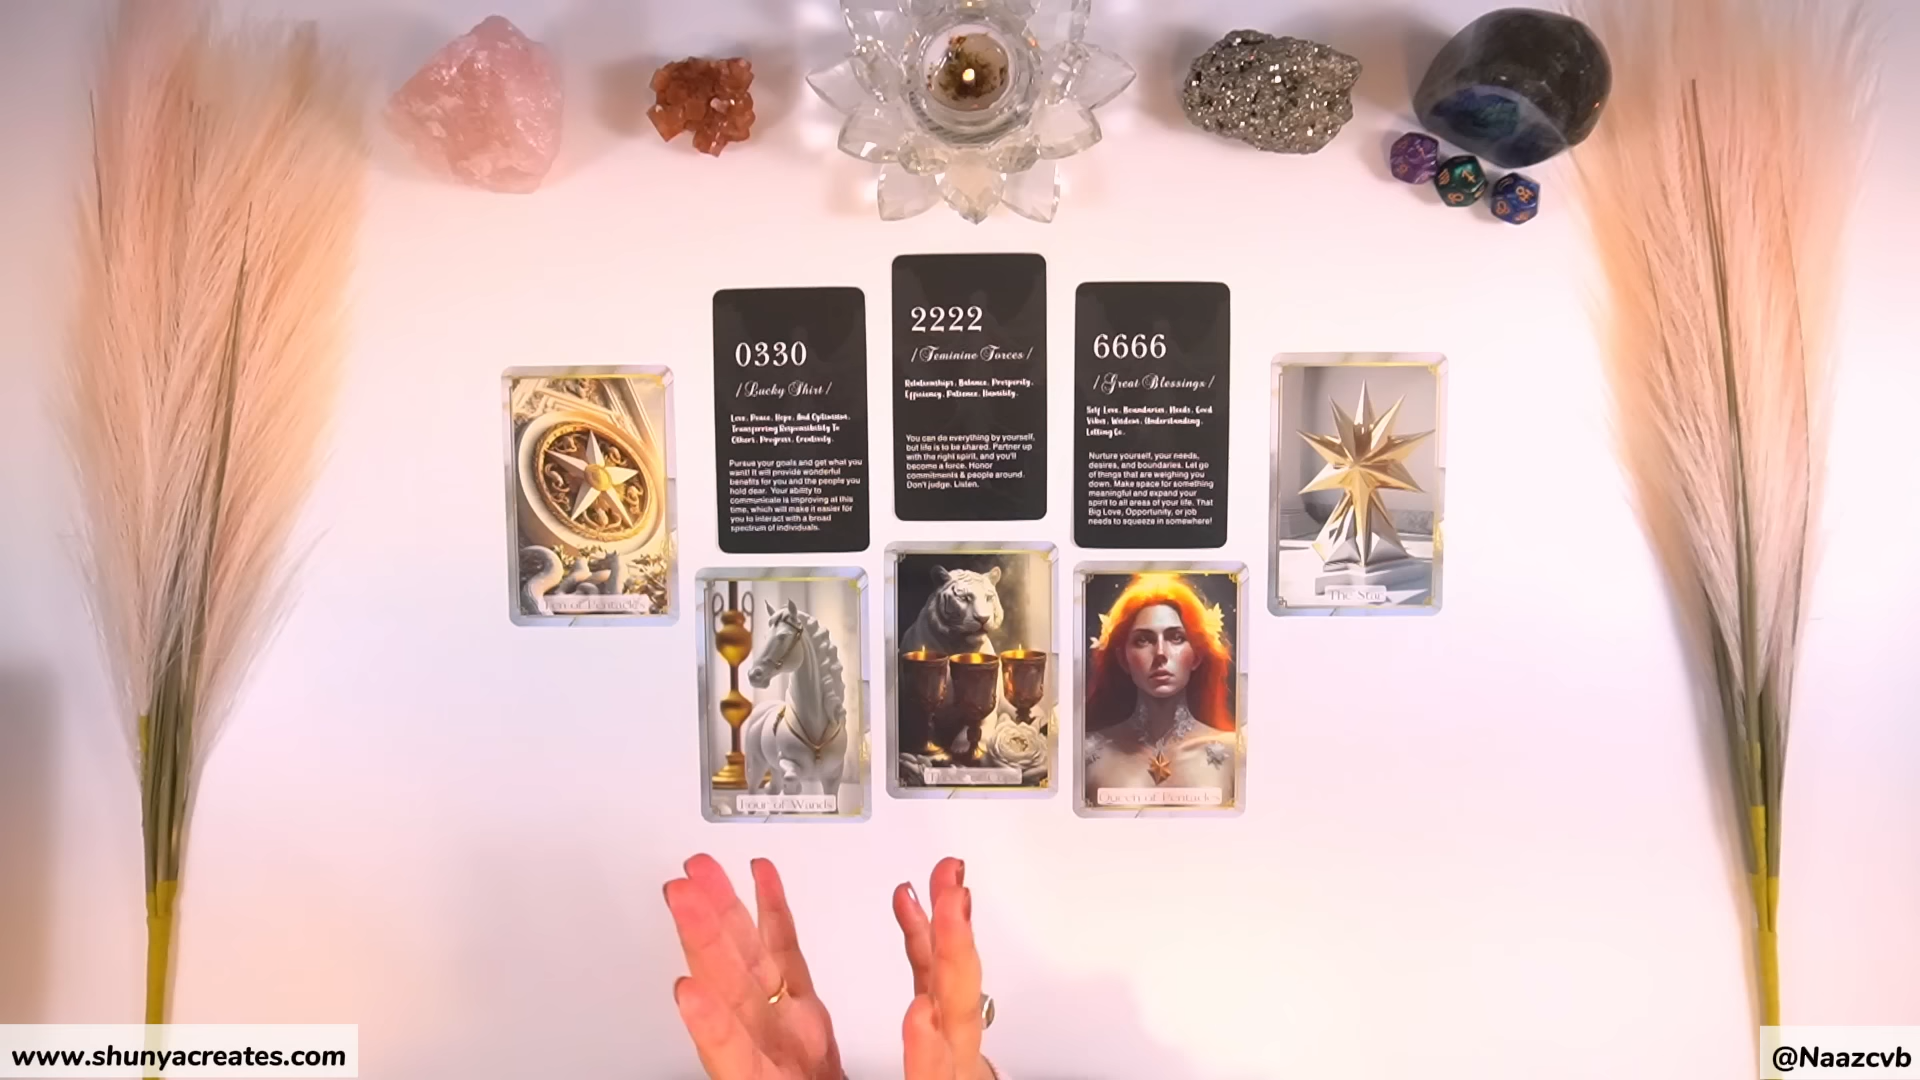 2222
/Feminine Forces/
Relationships, Balance, Prosperity,
Efficiency, Patience, Humility.
You can do everything by yourself,
but life is to be shared. Partner up
with the right spirit, and you'll
become a force. Honor
commitments & people around.
Don't judge. Listen.
0330
/Lucky Shirt/
Love, Peace, Hope, And Optimism,
Transferring Responsibility To
Others, Progress, Creativity.
Pursue your goals and get what you
want! It will provide wonderful
benefits for you and the people you
hold dear. Your ability to
communicate is improving at this
time, which will make it easier for
you to interact with a broad
spectrum of individuals.
6666
/Great Blessings/
Self Love, Boundaries, Needs, Good
Vibes, Wisdom, Understanding,
Letting Go.
Nurture yourself, your needs,
desires, and boundaries. Let go
of things that are weighing you
down. Make space for something
meaningful and expand your
spirit to all areas of your life. That
Big Love, Opportunity, or job
needs to squeeze in somewhere!
Ten of Pentacles
The Star
Four of Wands
Three of Cups
Queen of Pentacles
www.shunyacreates.com
@Naazcvb